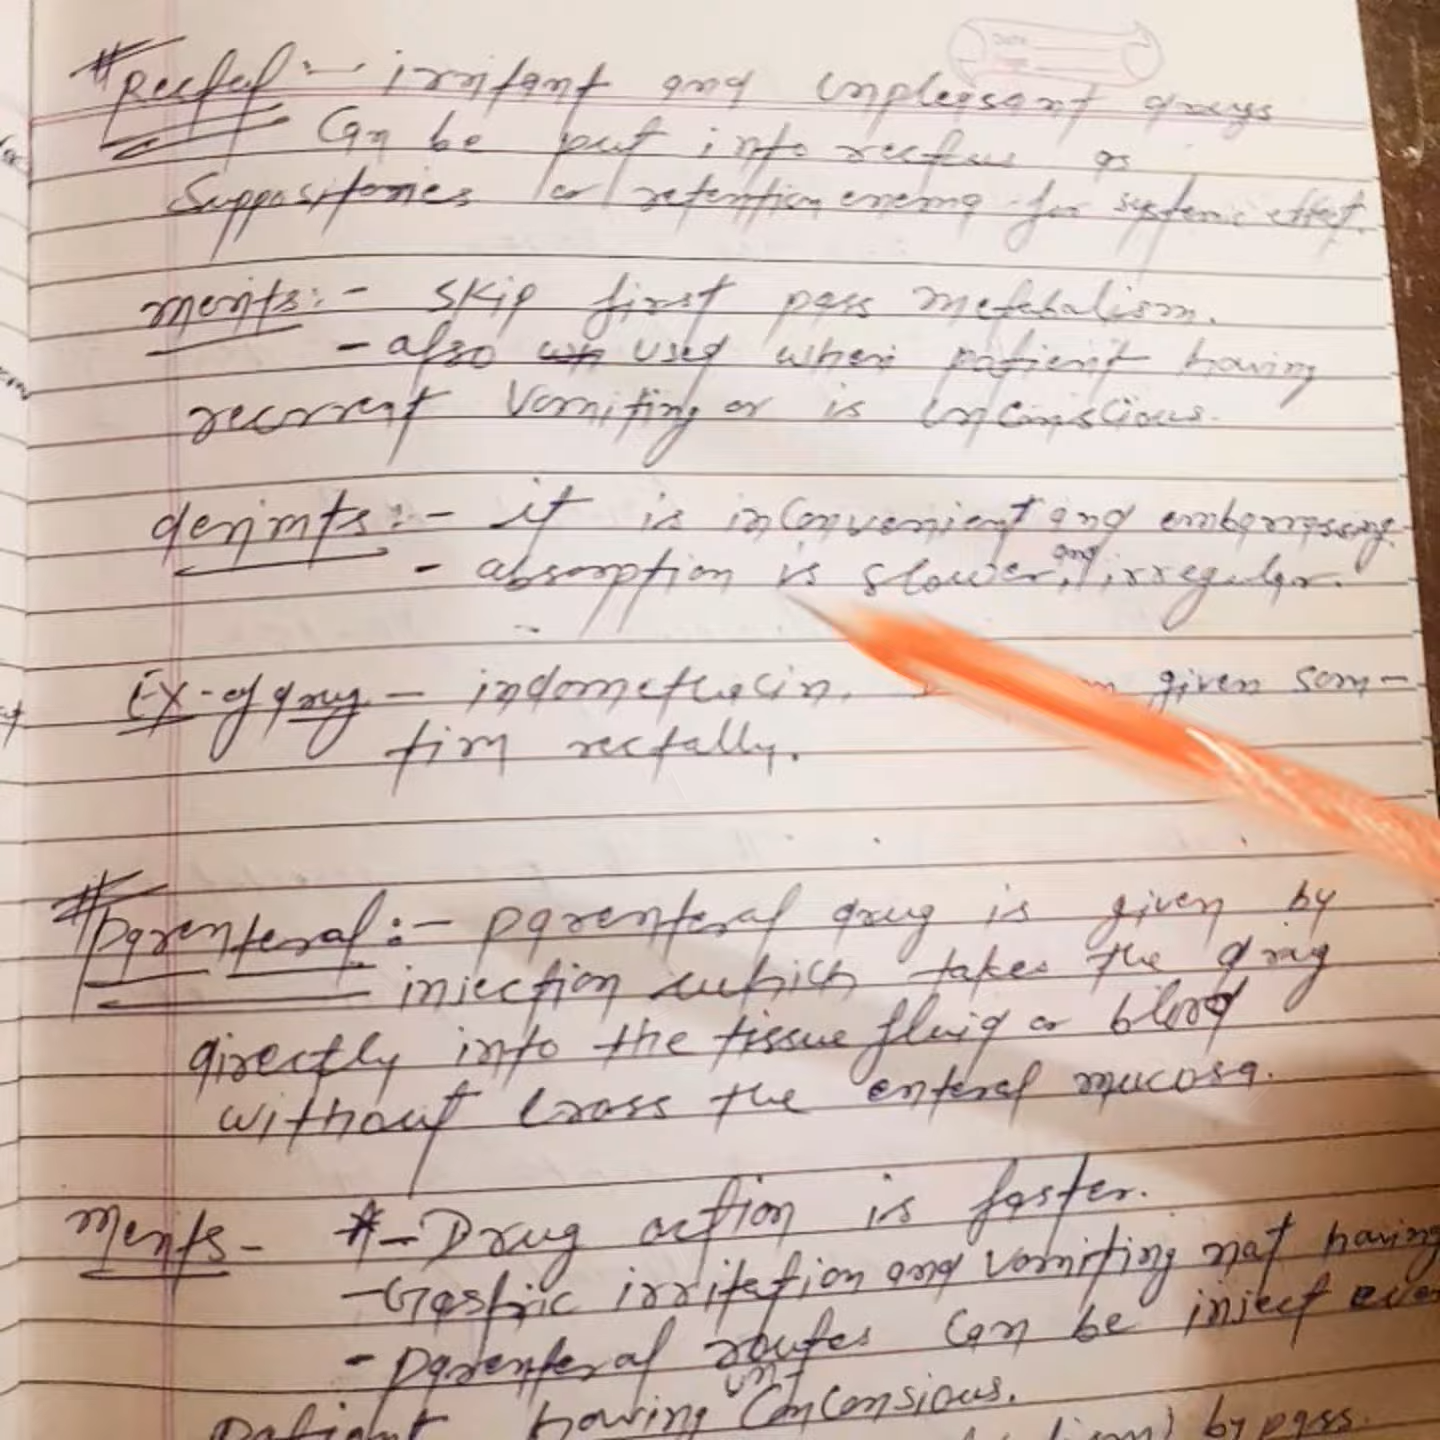 # Rectal :- irritant and unpleasant drugs
Can be put into rectum as
Suppositories or retention enema for systemic effect.
merits :- skip first pass metabolism.
- also used when patient having
recurrent vomiting or is unconscious.
demerits :- it is inconvenient and embarrassing
- absorption is slower, and irregular.
Ex - of drug - indomethacin, given som-
tim rectally.
# Parenteral :- Parenteral drug is given by
injection which takes the drug
directly into the tissue fluid or blood
without cross the enteral mucosa.
Merits - # - Drug action is faster.
- Gastric irritation and vomiting not having
- parenteral routes can be inject even
patient having un-conconsious.
by pass.